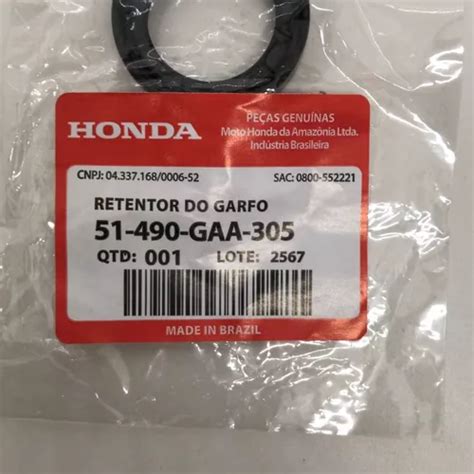 HONDA
PEÇAS GENUÍNAS
Moto Honda da Amazônia Ltda.
Indústria Brasileira
CNPJ: 04.337.168/0006-52
SAC: 0800-552221
RETENTOR DO GARFO
51-490-GAA-305
QTD: 001 LOTE: 2567
MADE IN BRAZIL